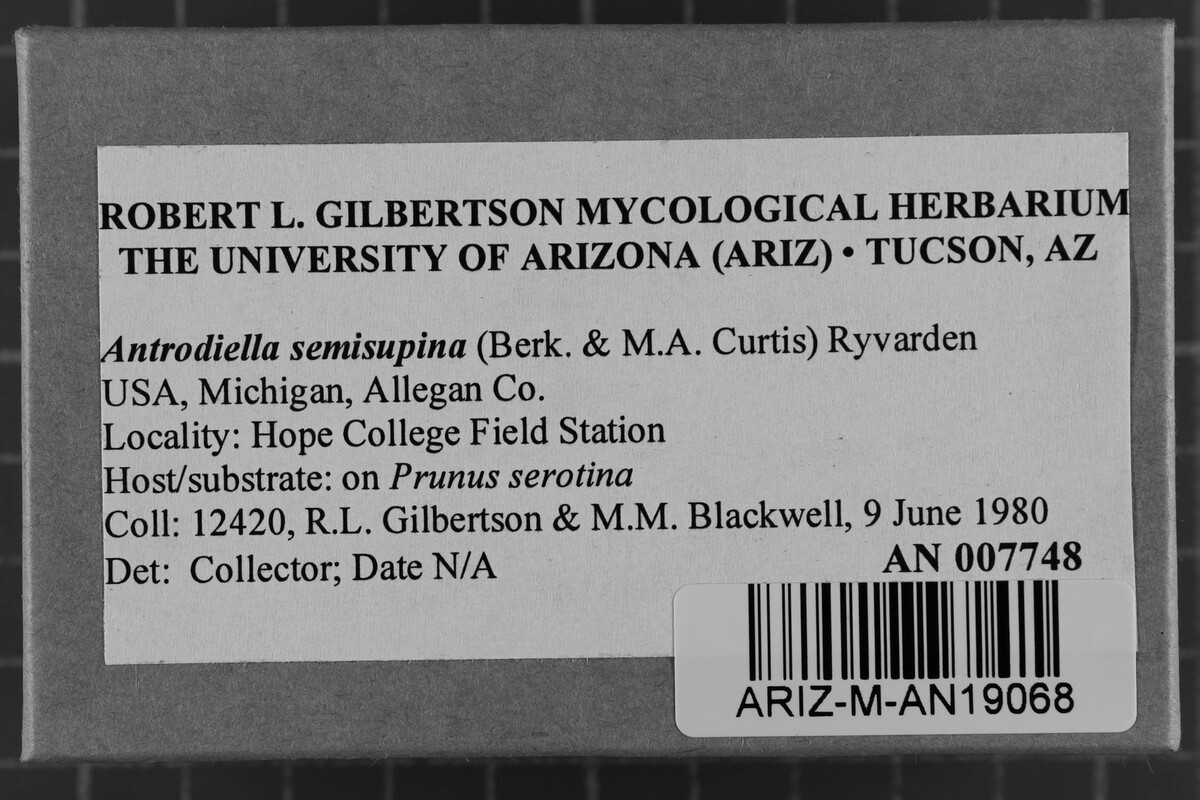 ROBERT L. GILBERTSON MYCOLOGICAL HERBARIUM
THE UNIVERSITY OF ARIZONA (ARIZ) • TUCSON, AZ
Antrodiella semisupina (Berk. & M.A. Curtis) Ryvarden
USA, Michigan, Allegan Co.
Locality: Hope College Field Station
Host/substrate: on Prunus serotina
Coll: 12420, R.L. Gilbertson & M.M. Blackwell, 9 June 1980
Det: Collector; Date N/A
AN 007748
ARIZ-M-AN19068